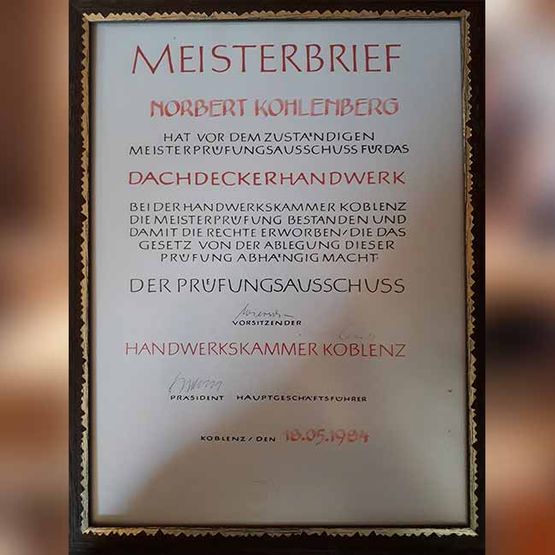 MEISTERBRIEF
NORBERT KOHLENBERG
HAT VOR DEM ZUSTÄNDIGEN
MEISTERPRÜFUNGSAUSSCHUSS FÜR DAS
DACHDECKERHANDWERK
BEI DER HANDWERKSKAMMER KOBLENZ
DIE MEISTERPRÜFUNG BESTANDEN UND
DAMIT DIE RECHTE ERWORBEN/DIE DAS
GESETZ VON DER ABLEGUNG DIESER
PRÜFUNG ABHÄNGIG MACHT
DER PRÜFUNGSAUSSCHUSS
VORSITZENDER
HANDWERKSKAMMER KOBLENZ
PRÄSIDENT HAUPTGESCHÄFTSFÜHRER
KOBLENZ/DEN 18.05.1984